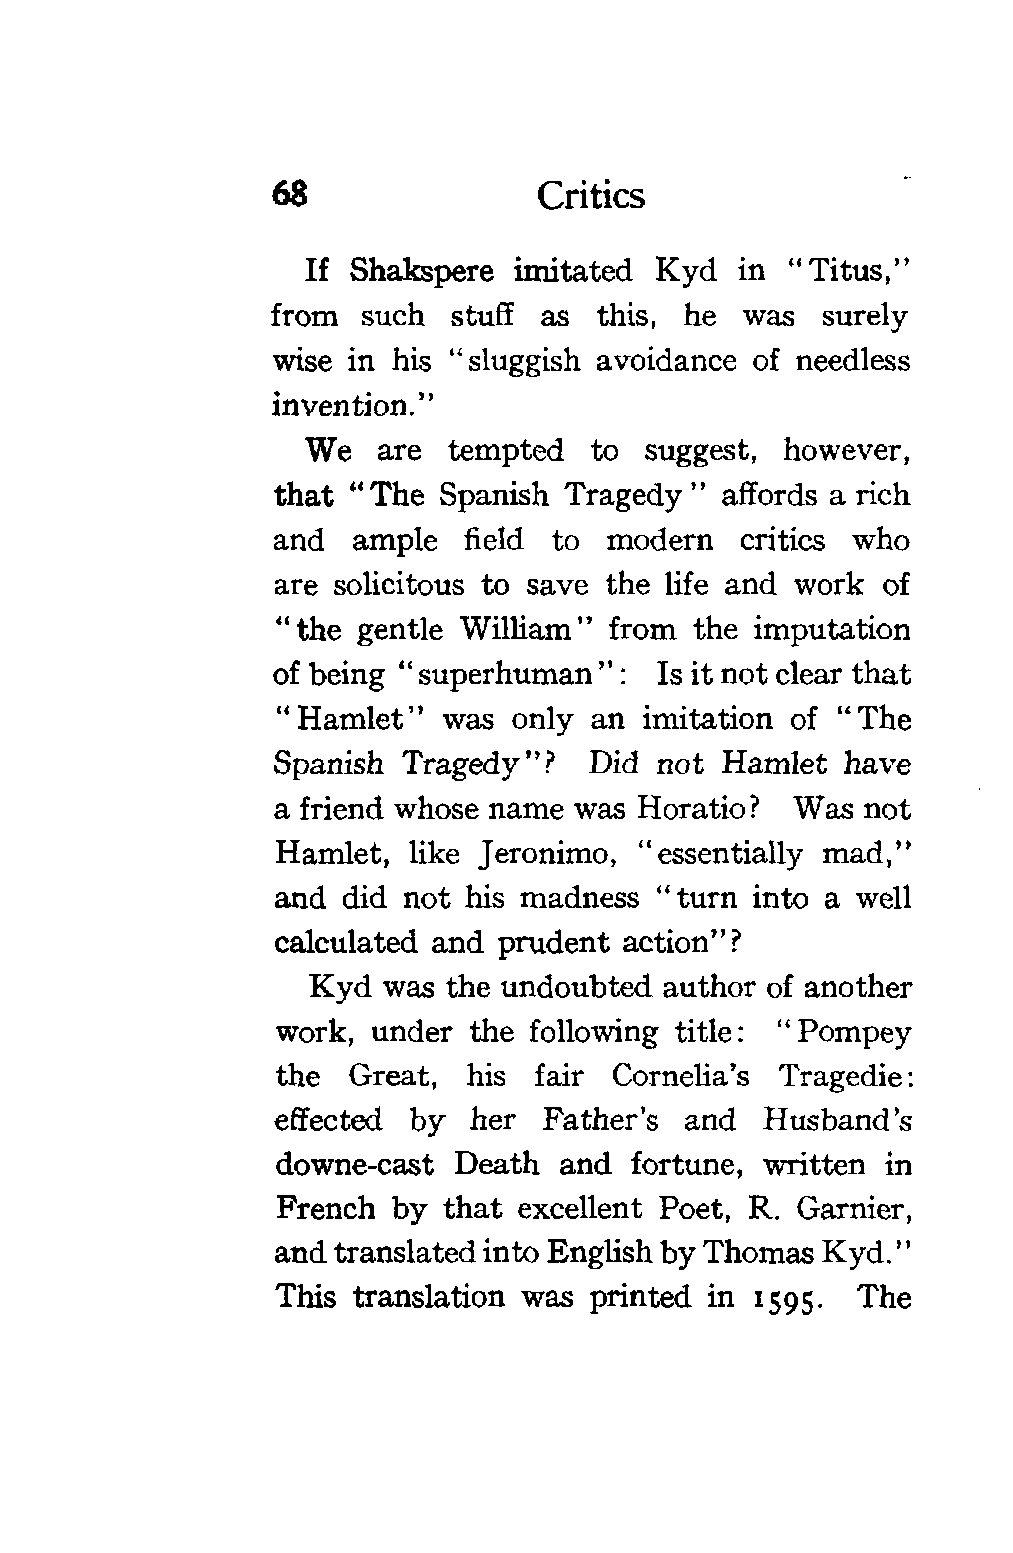 68 Critics
If Shakspere imitated Kyd in "Titus,"
from such stuff as this, he was surely
wise in his "sluggish avoidance of needless
invention."
We are tempted to suggest, however,
that "The Spanish Tragedy" affords a rich
and ample field to modern critics who
are solicitous to save the life and work of
"the gentle William" from the imputation
of being "superhuman": Is it not clear that
"Hamlet" was only an imitation of "The
Spanish Tragedy"? Did not Hamlet have
a friend whose name was Horatio? Was not
Hamlet, like Jeronimo, "essentially mad,"
and did not his madness "turn into a well
calculated and prudent action"?
Kyd was the undoubted author of another
work, under the following title: "Pompey
the Great, his fair Cornelia's Tragedie:
effected by her Father's and Husband's
downe-cast Death and fortune, written in
French by that excellent Poet, R. Garnier,
and translated into English by Thomas Kyd."
This translation was printed in 1595. The